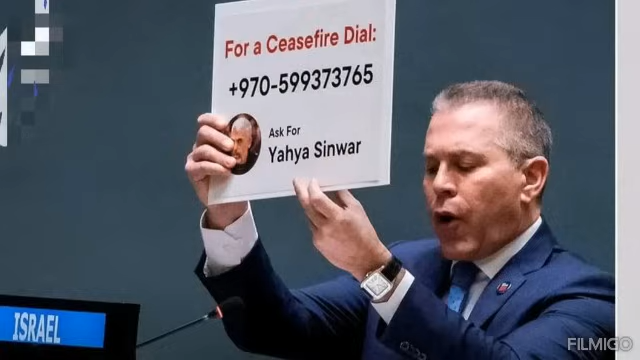 For a Ceasefire Dial:
+970-599373765
Ask For
Yahya Sinwar
ISRAEL
FILMIGO